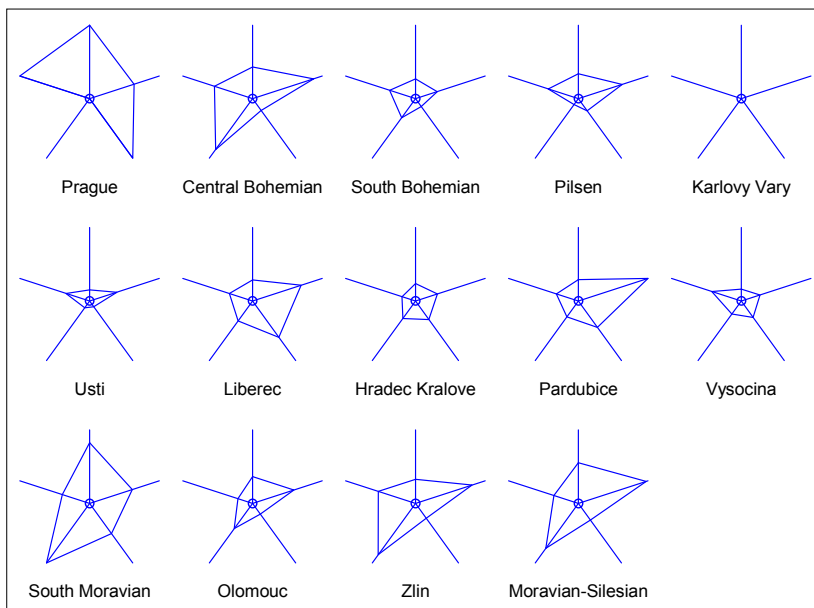 Prague Central Bohemian South Bohemian Pilsen Karlovy Vary
Usti Liberec Hradec Kralove Pardubice Vysocina
South Moravian Olomouc Zlin Moravian-Silesian